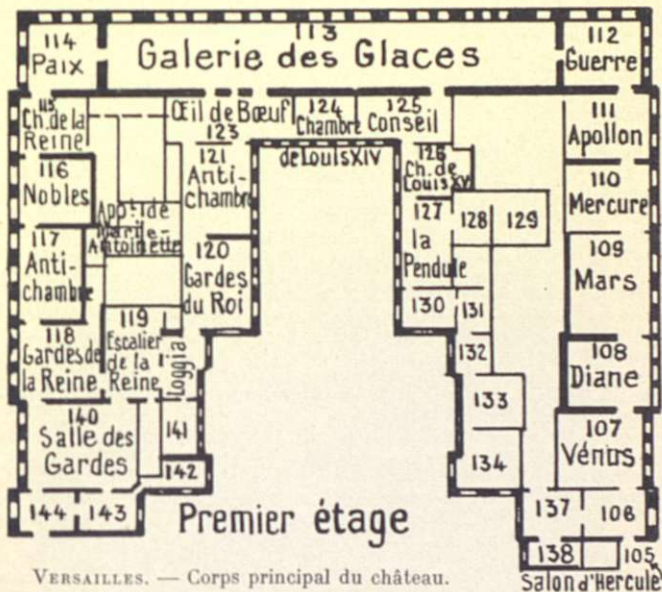 114
Paix
113
Galerie des Glaces
112
Guerre
115
Ch. de la
Reine
Œil de Bœuf
123
124
Chambre
de Louis XIV
125
Conseil
111
Apollon
116
Nobles
121
Anti-
chambre
126
Ch. de
Louis XV
110
Mercure
Appt. de
Marie-
Antoinette
127
la
Pendule
128
129
117
Anti-
chambre
120
Gardes
du Roi
109
Mars
130
131
118
Gardes de
la Reine
119
Escalier
de la
Reine
Loggia
132
108
Diane
140
Salle des
Gardes
141
133
107
Vénus
142
134
144
143
Premier étage
137
106
138
105
Salon d'Hercule
VERSAILLES. — Corps principal du château.